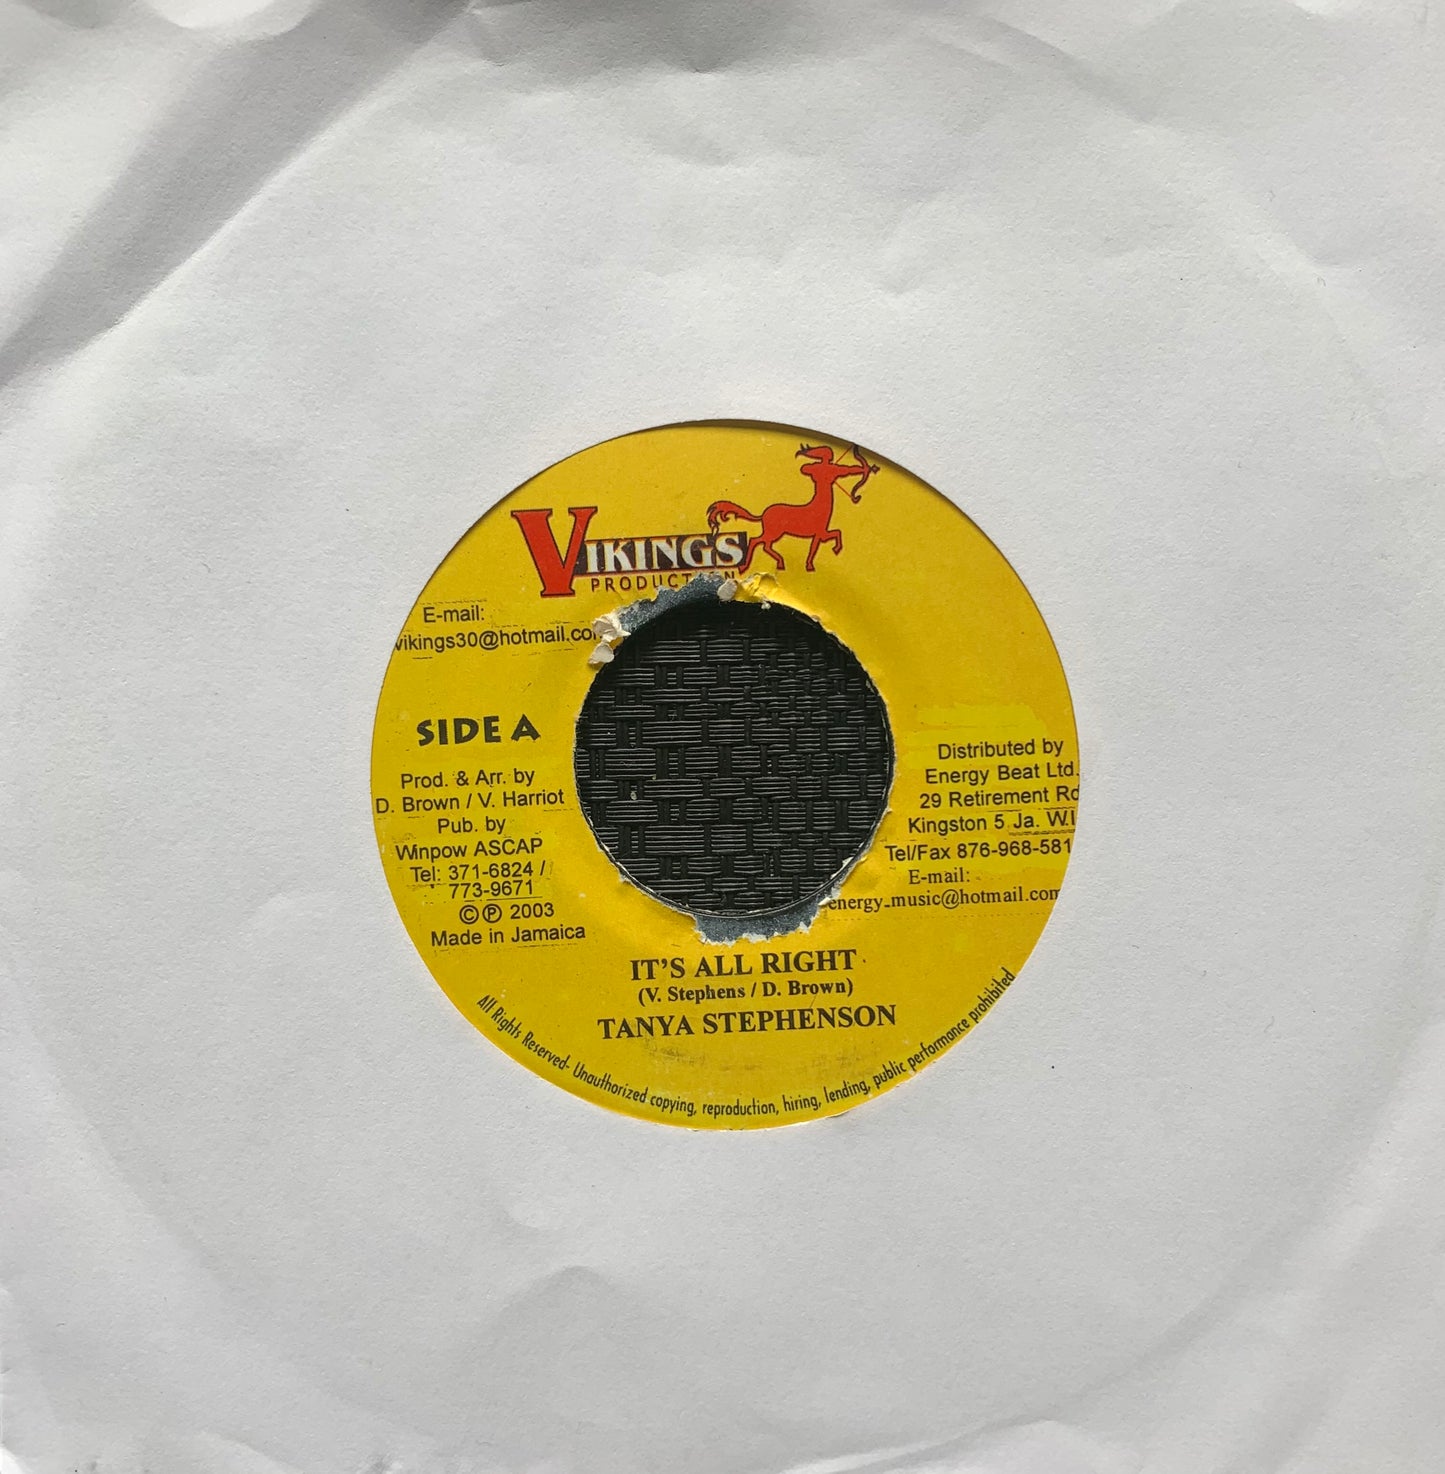 VIKING'S
PRODUCTION
E-mail:
vikings30@hotmail.com
SIDE A
Prod. & Arr. by
D. Brown / V. Harriot
Pub. by
Winpow ASCAP
Tel: 371-6824 /
773-9671
©℗ 2003
Made in Jamaica
Distributed by
Energy Beat Ltd.
29 Retirement Rd
Kingston 5 Ja. W.I
Tel/Fax 876-968-581
E-mail:
energy_music@hotmail.com
IT'S ALL RIGHT
(V. Stephens / D. Brown)
TANYA STEPHENSON
All Rights Reserved- Unauthorized copying, reproduction, hiring, lending, public performance prohibited